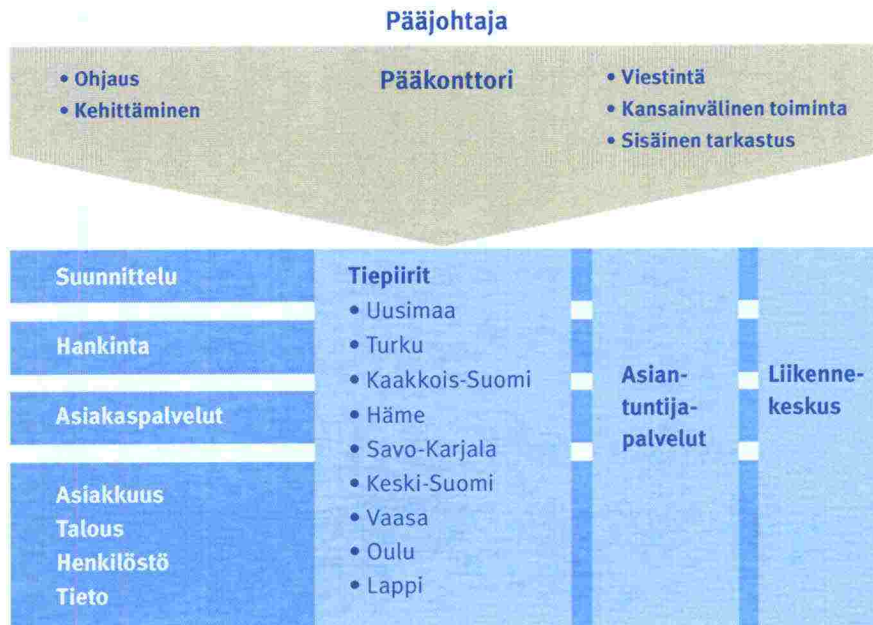 Pääjohtaja
Pääkonttori
• Ohjaus
• Kehittäminen
• Viestintä
• Kansainvälinen toiminta
• Sisäinen tarkastus
Suunnittelu
Hankinta
Asiakaspalvelut
Asiakkuus
Talous
Henkilöstö
Tieto
Tiepiirit
• Uusimaa
• Turku
• Kaakkois-Suomi
• Häme
• Savo-Karjala
• Keski-Suomi
• Vaasa
• Oulu
• Lappi
Asian-
tuntija-
palvelut
Liikenne-
keskus